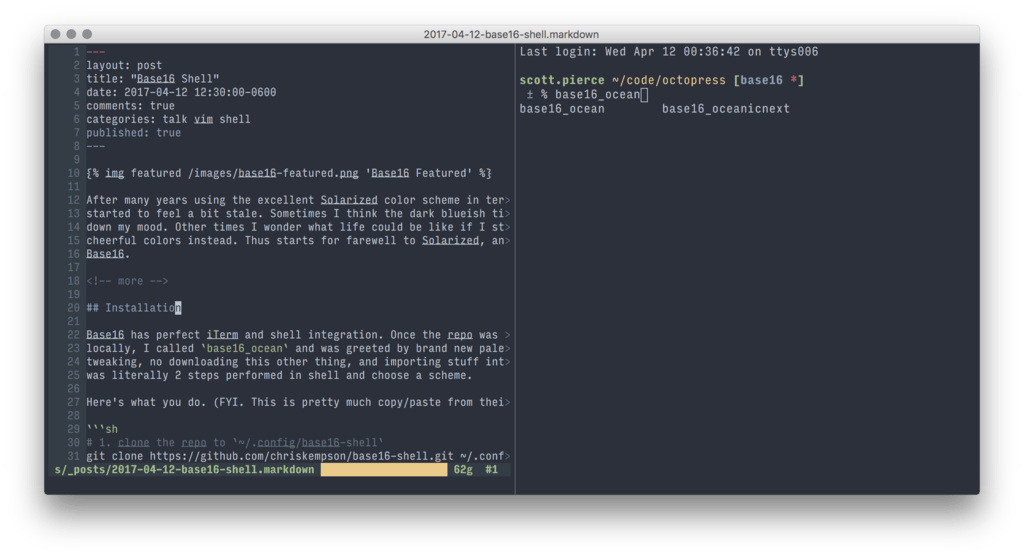 2017-04-12-base16-shell.markdown
1 ---
2 layout: post
3 title: "Base16 Shell"
4 date: 2017-04-12 12:30:00-0600
5 comments: true
6 categories: talk vim shell
7 published: true
8 ---
9
10 {% img featured /images/base16-featured.png 'Base16 Featured' %}
11
12 After many years using the excellent Solarized color scheme in ter>
13 started to feel a bit stale. Sometimes I think the dark blueish ti>
14 down my mood. Other times I wonder what life could be like if I st>
15 cheerful colors instead. Thus starts for farewell to Solarized, an>
16 Base16.
17
18 <!-- more -->
19
20 ## Installation
21
22 Base16 has perfect iTerm and shell integration. Once the repo was >
23 locally, I called `base16_ocean` and was greeted by brand new pale>
24 tweaking, no downloading this other thing, and importing stuff int>
25 was literally 2 steps performed in shell and choose a scheme.
26
27 Here's what you do. (FYI. This is pretty much copy/paste from thei>
28
29 ```sh
30 # 1. clone the repo to `~/.config/base16-shell`
31 git clone https://github.com/chriskempson/base16-shell.git ~/.conf>
s/_posts/2017-04-12-base16-shell.markdown 62g #1
Last login: Wed Apr 12 00:36:42 on ttys006
scott.pierce ~/code/octopress [base16 *]
± % base16_ocean
base16_ocean base16_oceanicnext